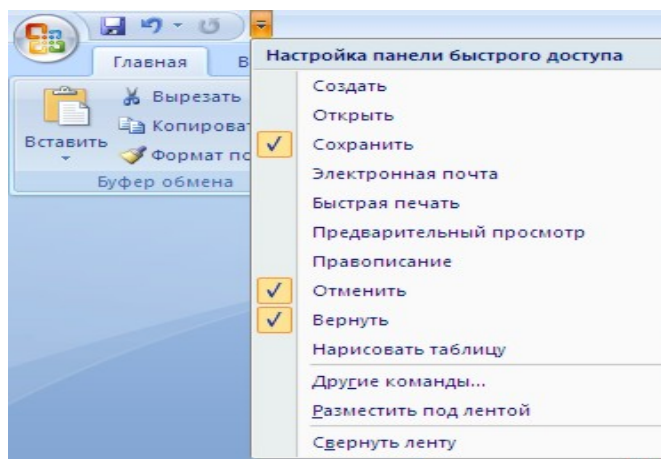 Главная В
Вырезать
Копироват
Формат по
Вставить
Буфер обмена
Настройка панели быстрого доступа
Создать
Открыть
Сохранить
Электронная почта
Быстрая печать
Предварительный просмотр
Правописание
Отменить
Вернуть
Нарисовать таблицу
Другие команды...
Разместить под лентой
Свернуть ленту